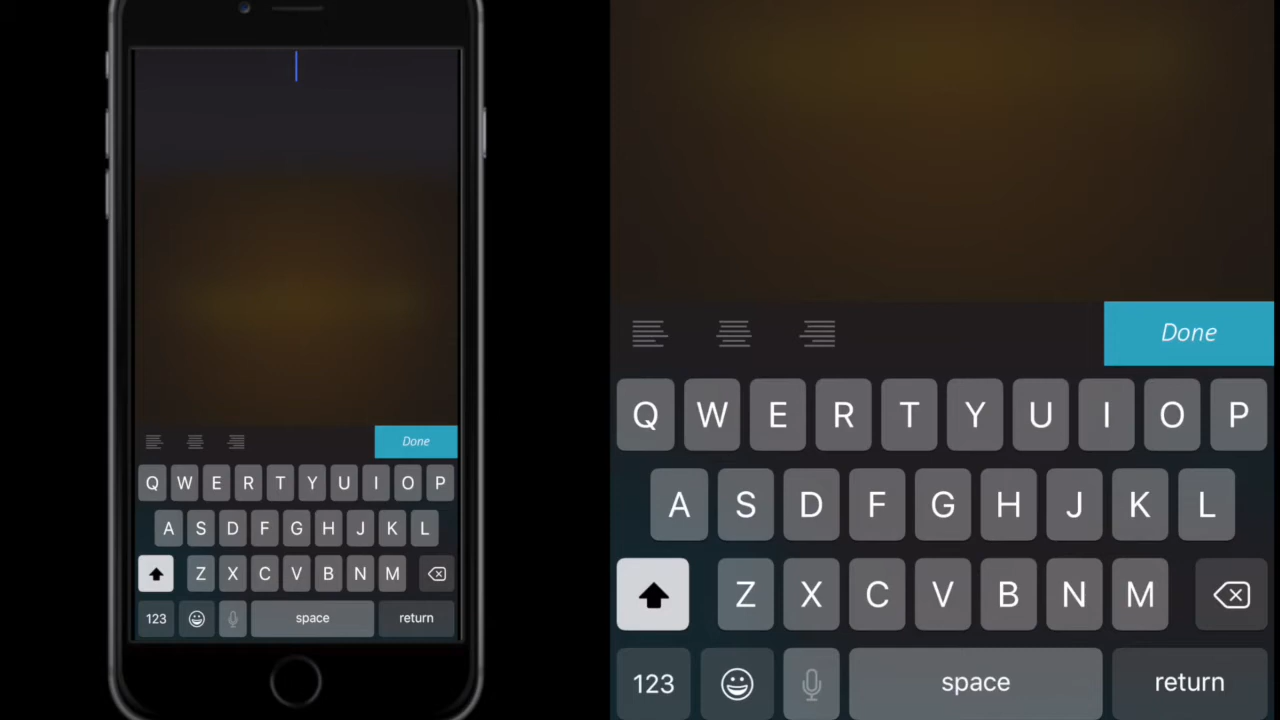 Done
Q W E R T Y U I O P
A S D F G H J K L
Z X C V B N M
123 space return
Done
Q W E R T Y U I O P
A S D F G H J K L
Z X C V B N M
123 space return